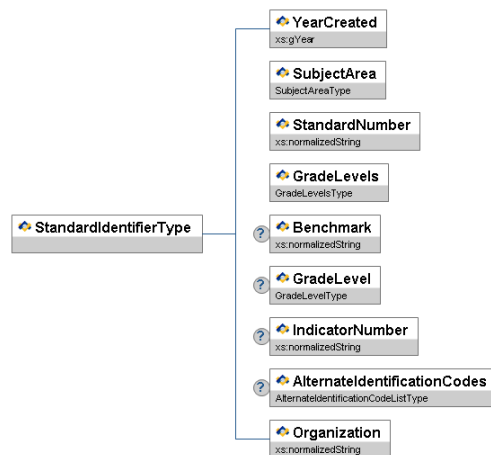 YearCreated
xs:gYear
SubjectArea
SubjectAreaType
StandardNumber
xs:normalizedString
GradeLevels
GradeLevelsType
StandardIdentifierType
? Benchmark
xs:normalizedString
? GradeLevel
GradeLevelType
? IndicatorNumber
xs:normalizedString
? AlternateIdentificationCodes
AlternateIdentificationCodeListType
Organization
xs:normalizedString